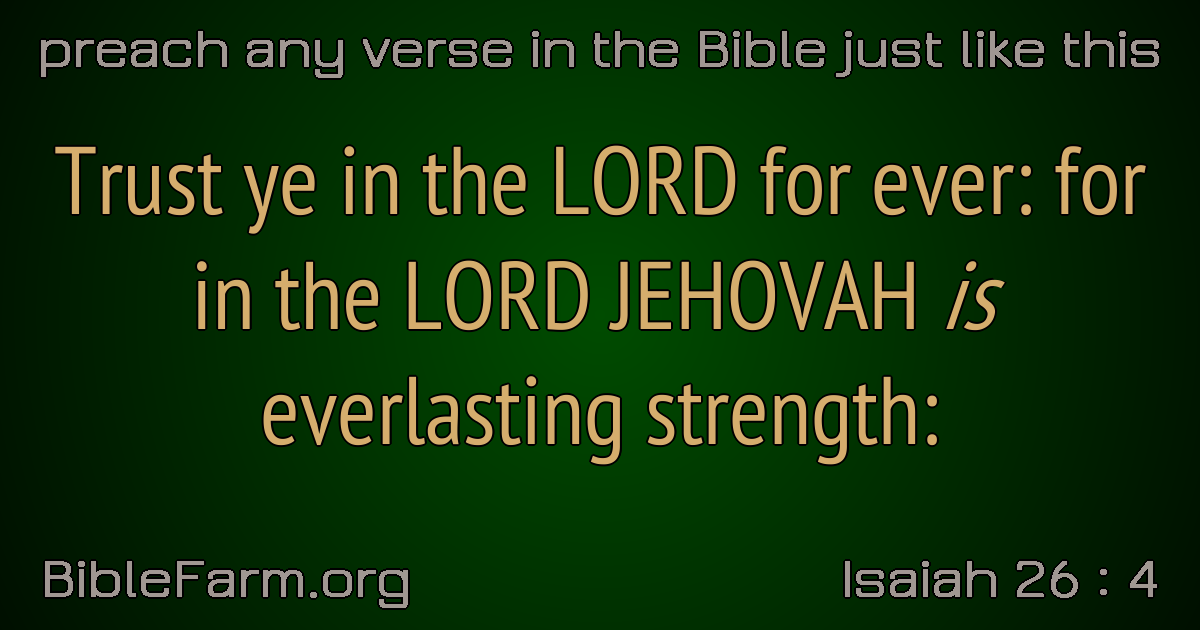 preach any verse in the Bible just like this
Trust ye in the LORD for ever: for
in the LORD JEHOVAH is
everlasting strength:
BibleFarm.org
Isaiah 26 : 4